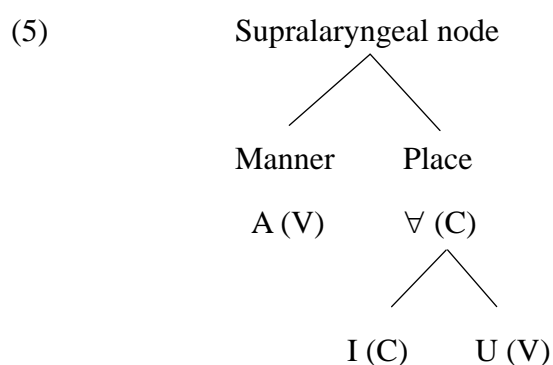 (5) Supralaryngeal node
Manner Place
A (V) ∀ (C)
I (C) U (V)